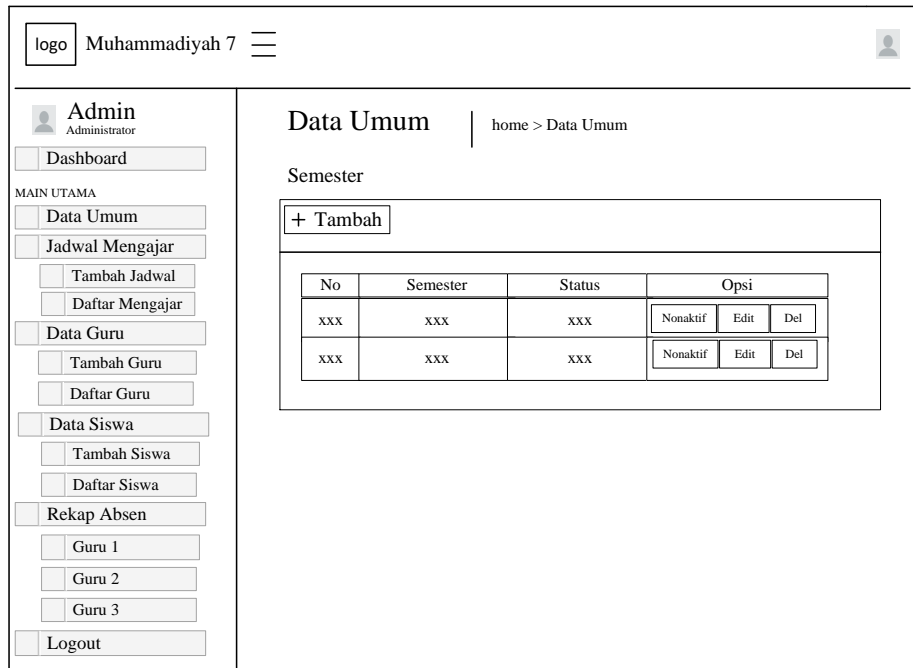 logo Muhammadiyah 7
Admin
Administrator
Dashboard
MAIN UTAMA
Data Umum
Jadwal Mengajar
Tambah Jadwal
Daftar Mengajar
Data Guru
Tambah Guru
Daftar Guru
Data Siswa
Tambah Siswa
Daftar Siswa
Rekap Absen
Guru 1
Guru 2
Guru 3
Logout
Data Umum home > Data Umum
Semester
+ Tambah
No Semester Status Opsi
xxx xxx xxx Nonaktif Edit Del
xxx xxx xxx Nonaktif Edit Del